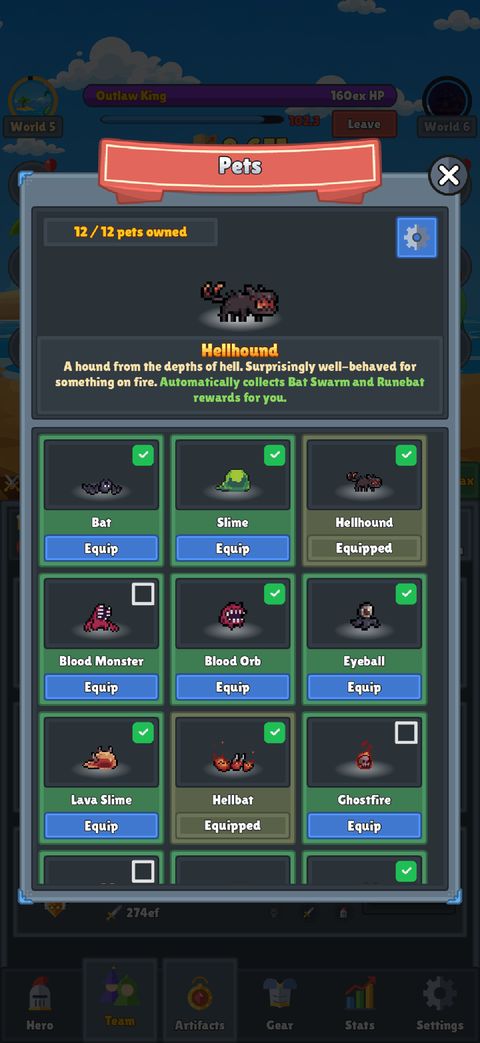 Outlaw King 160ex HP
World 5
World 6
Leave
Pets
12 / 12 pets owned
Hellhound
A hound from the depths of hell. Surprisingly well-behaved for
something on fire. Automatically collects Bat Swarm and Runebat
rewards for you.
Bat Slime Hellhound
Equip Equip Equipped
Blood Monster Blood Orb Eyeball
Equip Equip Equip
Lava Slime Hellbat Ghostfire
Equip Equipped Equip
274ef
Hero Team Artifacts Gear Stats Settings